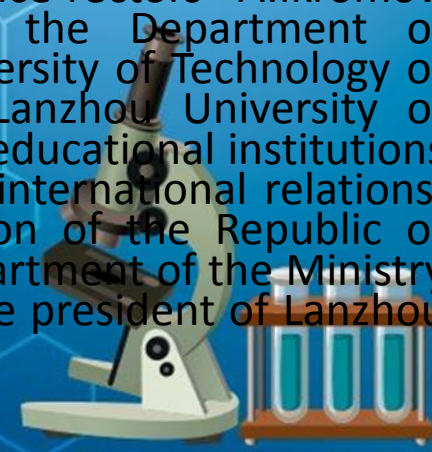 the Department o
ersity of Technology o
Lanzhou University o
educational institutions
international relations
on of the Republic o
artment of the Ministry
e president of Lanzhou